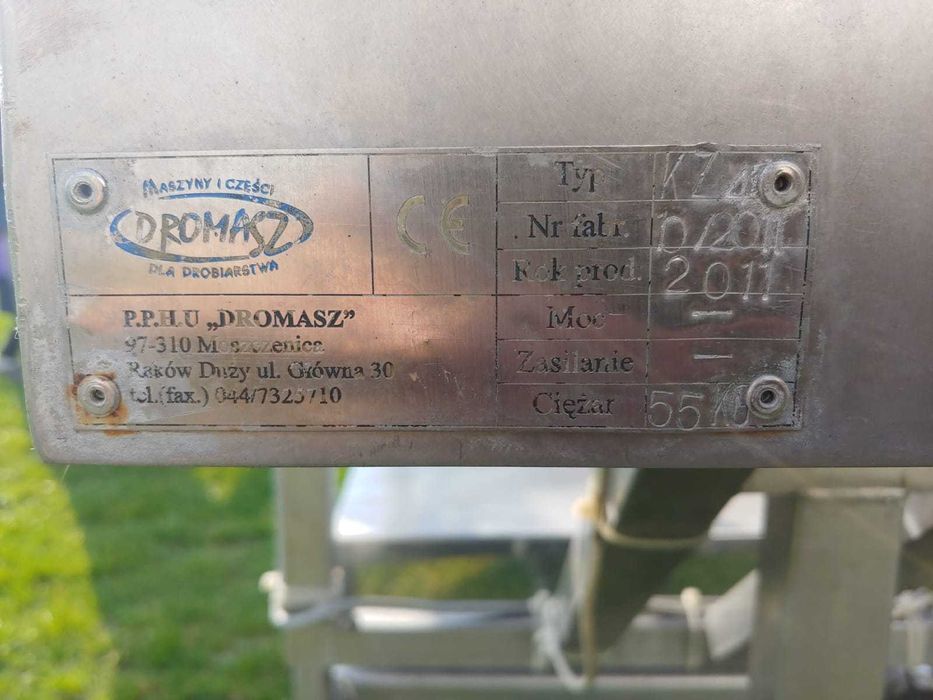 MASZYNY I CZĘŚCI
DROMASZ
DLA DROBIARSTWA
CE
P.P.H.U „DROMASZ”
97-310 Moszczenica
Raków Duży ul. Główna 30
tel.(fax.) 044/7325710
Typ KZ
Nr fabr. /2011
Rok prod. 2011
Moc —
Zasilanie —
Ciężar